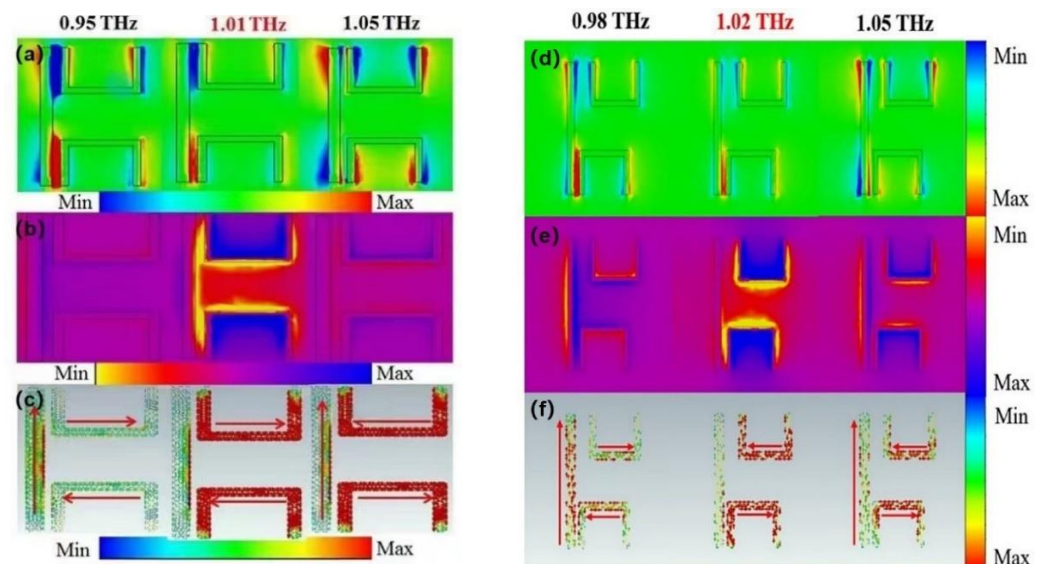 0.95 THz 1.01 THz 1.05 THz
(a)
Min Max
(b)
Min Max
(c)
Min Max
0.98 THz 1.02 THz 1.05 THz
(d)
Min
Max
(e)
Min
Max
(f)
Min
Max